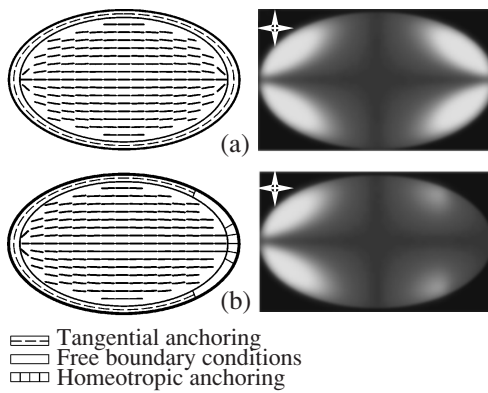 (a)
(b)
Tangential anchoring
Free boundary conditions
Homeotropic anchoring